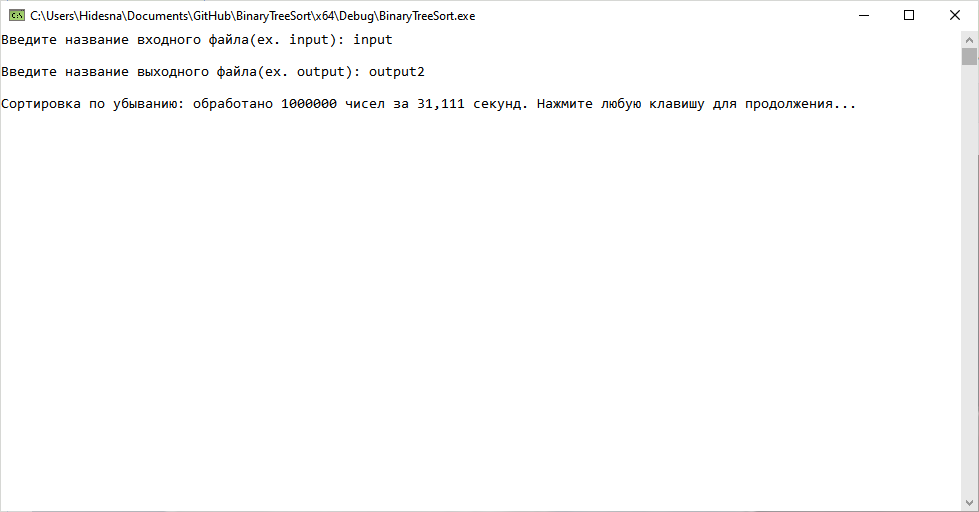 C:\Users\Hidesna\Documents\GitHub\BinaryTreeSort\x64\Debug\BinaryTreeSort.exe
Введите название входного файла(ex. input): input
Введите название выходного файла(ex. output): output2
Сортировка по убыванию: обработано 1000000 чисел за 31,111 секунд. Нажмите любую клавишу для продолжения...